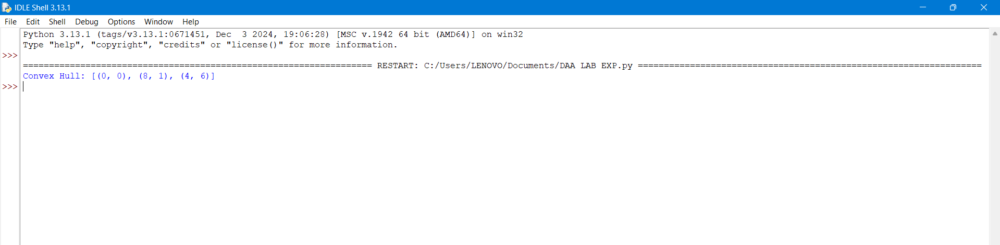 IDLE Shell 3.13.1
File Edit Shell Debug Options Window Help
Python 3.13.1 (tags/v3.13.1:0671451, Dec  3 2024, 19:06:28) [MSC v.1942 64 bit (AMD64)] on win32
Type "help", "copyright", "credits" or "license()" for more information.
>>>
=================================================================== RESTART: C:/Users/LENOVO/Documents/DAA LAB EXP.py ==================================================================
Convex Hull: [(0, 0), (8, 1), (4, 6)]
>>>